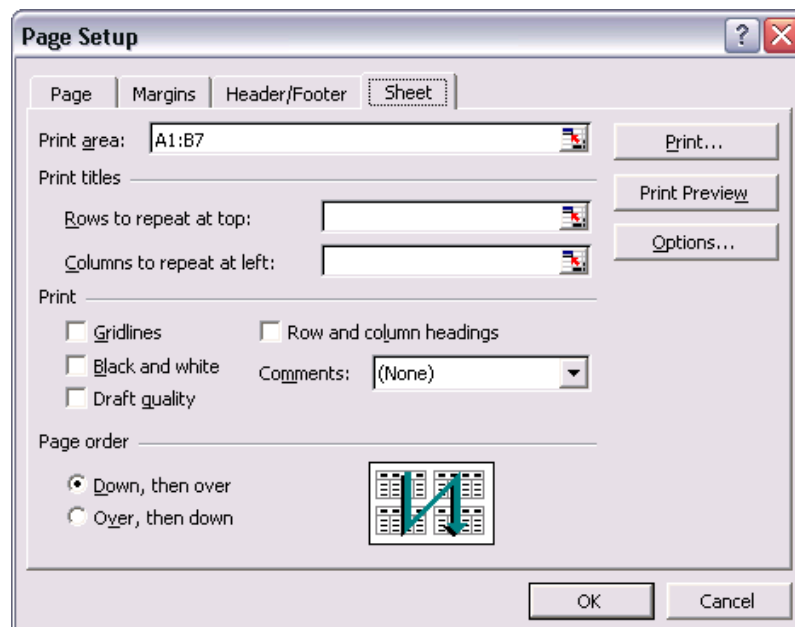 Page Setup
Page Margins Header/Footer Sheet
Print area: A1:B7
Print...
Print titles
Print Preview
Rows to repeat at top:
Options...
Columns to repeat at left:
Print
Gridlines Row and column headings
Black and white Comments: (None)
Draft quality
Page order
Down, then over
Over, then down
OK Cancel